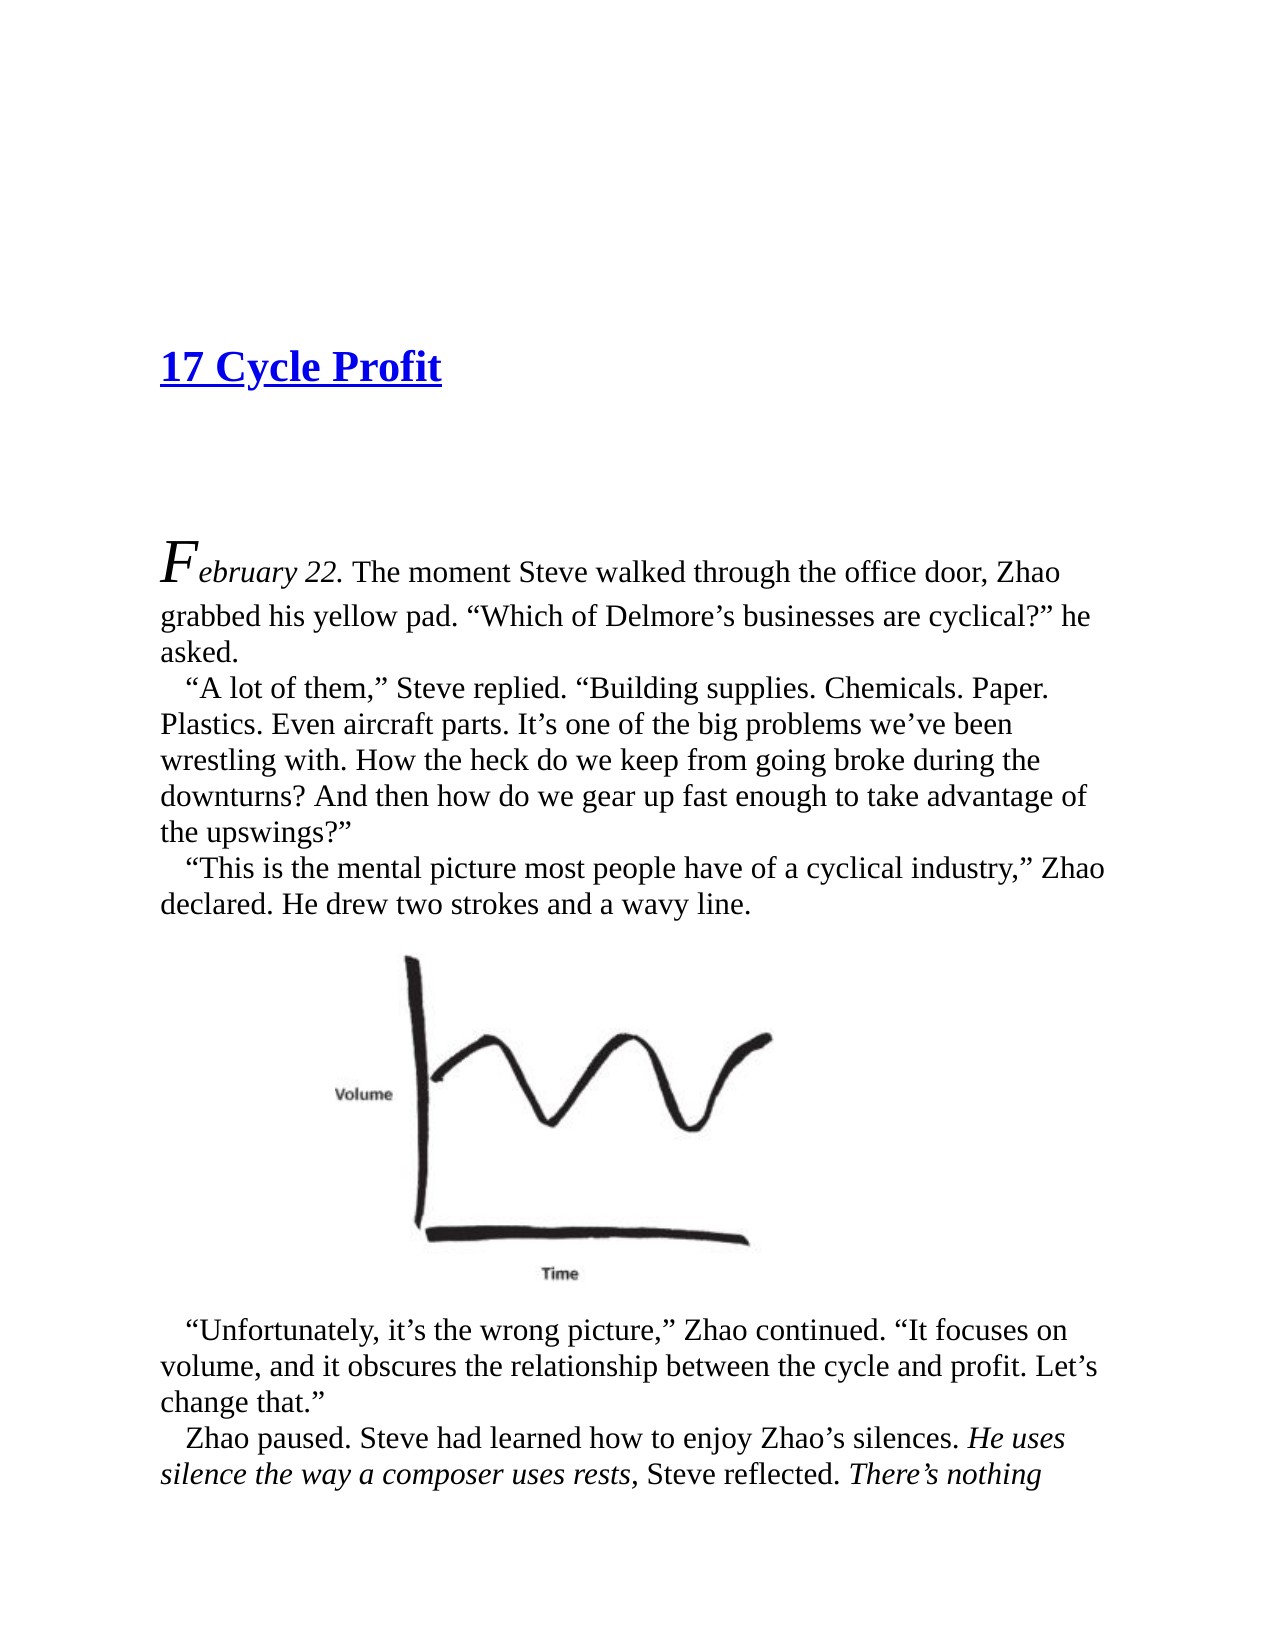 17 Cycle Profit
February 22. The moment Steve walked through the office door, Zhao
grabbed his yellow pad. “Which of Delmore’s businesses are cyclical?” he
asked.
“A lot of them,” Steve replied. “Building supplies. Chemicals. Paper.
Plastics. Even aircraft parts. It’s one of the big problems we’ve been
wrestling with. How the heck do we keep from going broke during the
downturns? And then how do we gear up fast enough to take advantage of
the upswings?”
“This is the mental picture most people have of a cyclical industry,” Zhao
declared. He drew two strokes and a wavy line.
Volume
Time
“Unfortunately, it’s the wrong picture,” Zhao continued. “It focuses on
volume, and it obscures the relationship between the cycle and profit. Let’s
change that.”
Zhao paused. Steve had learned how to enjoy Zhao’s silences. He uses
silence the way a composer uses rests, Steve reflected. There’s nothing